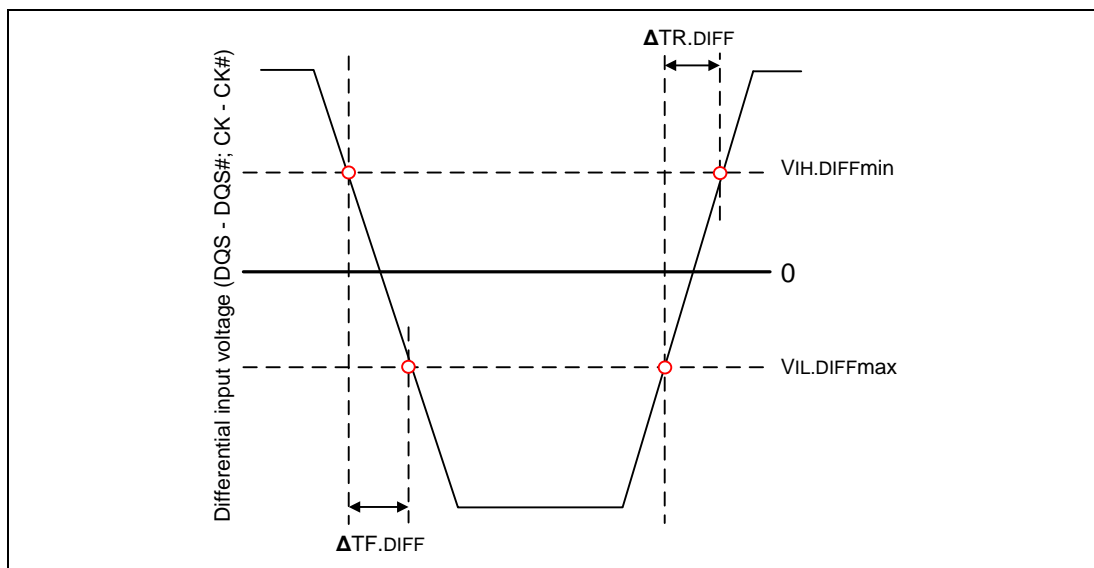 ΔTR.DIFF
Differential input voltage (DQS - DQS#; CK - CK#)
VIH.DIFFmin
0
VIL.DIFFmax
ΔTF.DIFF